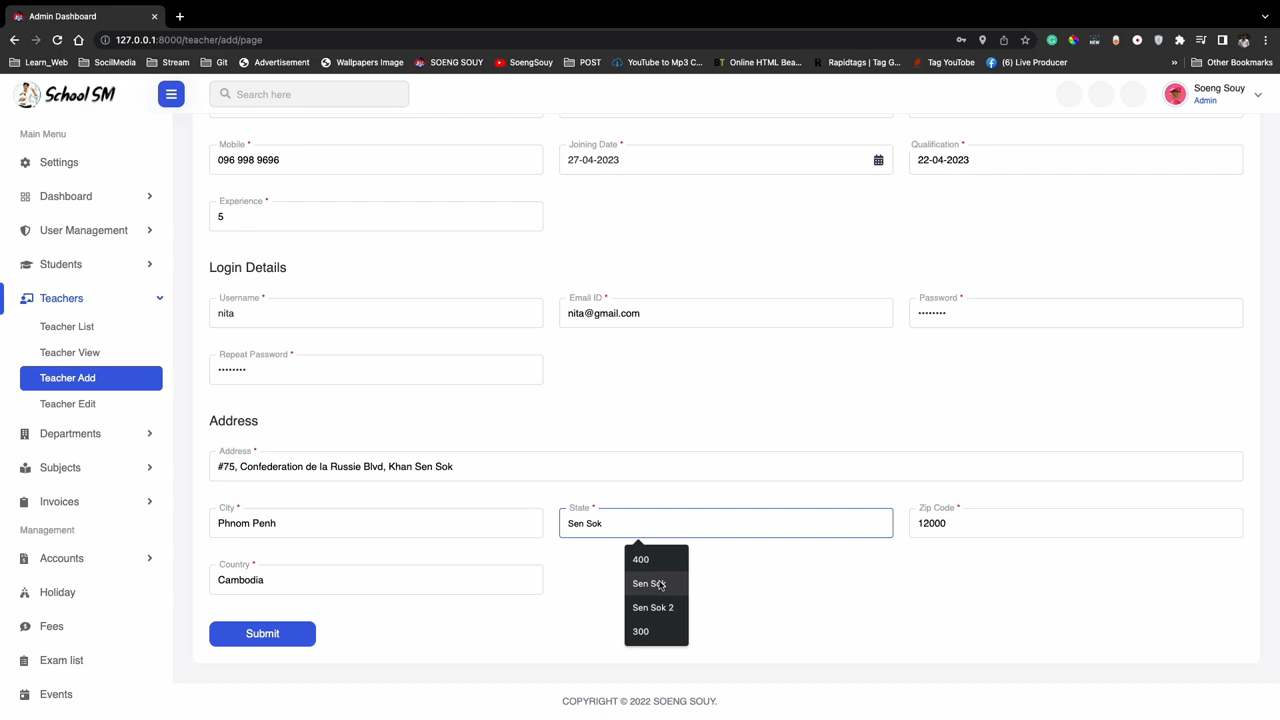 Admin Dashboard
127.0.0.1:8000/teacher/add/page
Learn_Web
SocilMedia
Stream
Git
Advertisement
Wallpapers Image
SOENG SOUY
SoengSouy
POST
YouTube to Mp3 C...
Online HTML Bea...
Rapidtags | Tag G...
Tag YouTube
(6) Live Producer
»
Other Bookmarks
School SM
Search here
Soeng Souy
Admin
Main Menu
Settings
Dashboard
User Management
Students
Teachers
Teacher List
Teacher View
Teacher Add
Teacher Edit
Departments
Subjects
Invoices
Management
Accounts
Holiday
Fees
Exam list
Events
Mobile *
096 998 9696
Joining Date *
27-04-2023
Qualification *
22-04-2023
Experience *
5
Login Details
Username *
nita
Email ID *
nita@gmail.com
Password *
••••••••
Repeat Password *
••••••••
Address
Address *
#75, Confederation de la Russie Blvd, Khan Sen Sok
City *
Phnom Penh
State *
Sen Sok
Zip Code *
12000
400
Sen Sok
Sen Sok 2
300
Country *
Cambodia
Submit
COPYRIGHT © 2022 SOENG SOUY.